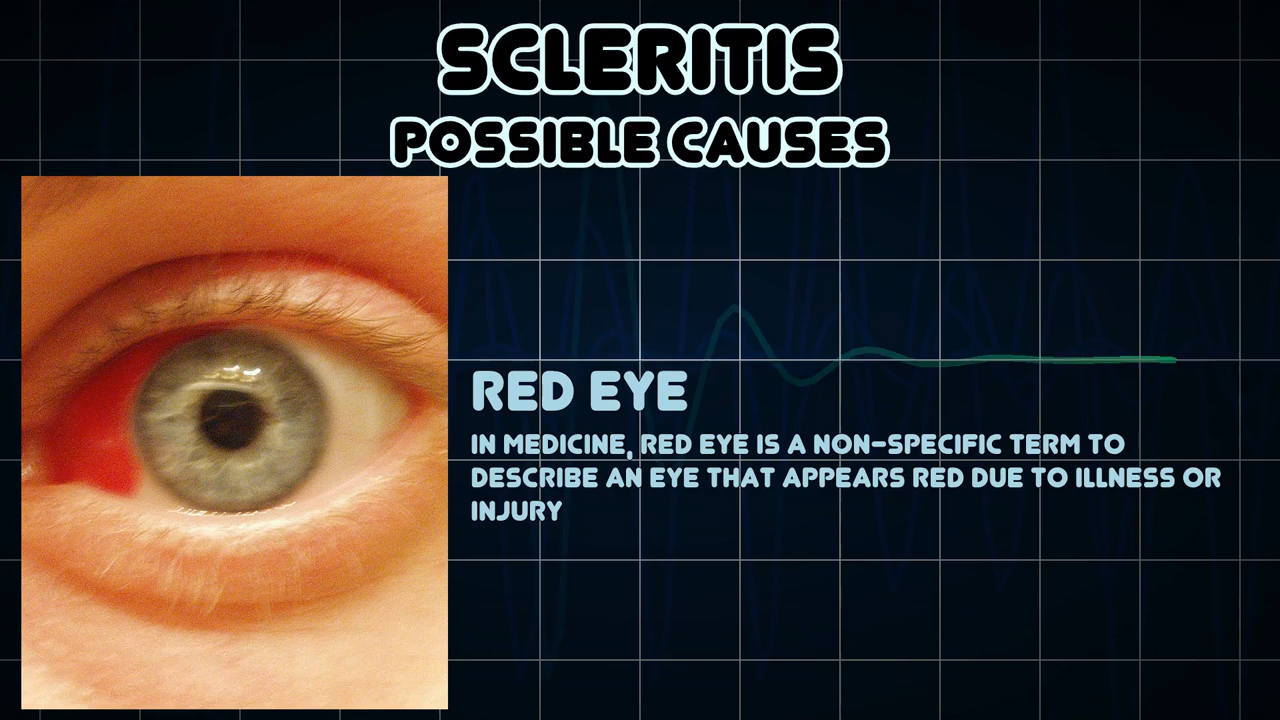 SCLERITIS
POSSIBLE CAUSES
RED EYE
IN MEDICINE, RED EYE IS A NON-SPECIFIC TERM TO
DESCRIBE AN EYE THAT APPEARS RED DUE TO ILLNESS OR
INJURY